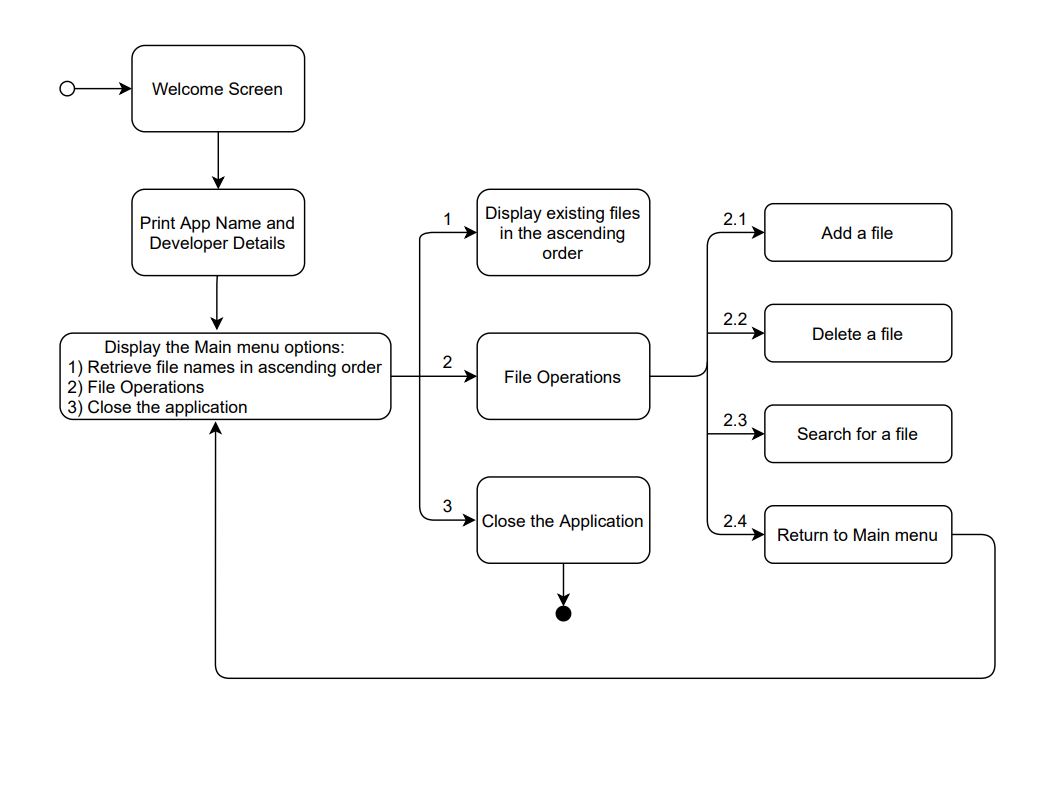 Welcome Screen
Print App Name and
Developer Details
Display the Main menu options:
1) Retrieve file names in ascending order
2) File Operations
3) Close the application
1
Display existing files
in the ascending
order
2
File Operations
3
Close the Application
2.1
Add a file
2.2
Delete a file
2.3
Search for a file
2.4
Return to Main menu